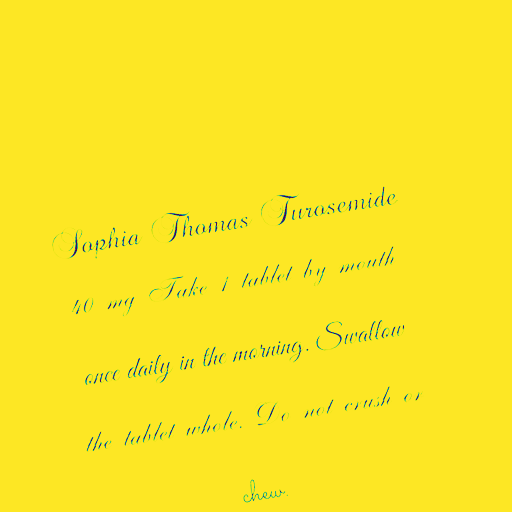 Sophia Thomas Furosemide
40 mg Take 1 tablet by mouth
once daily in the morning. Swallow
the tablet whole. Do not crush or
chew.